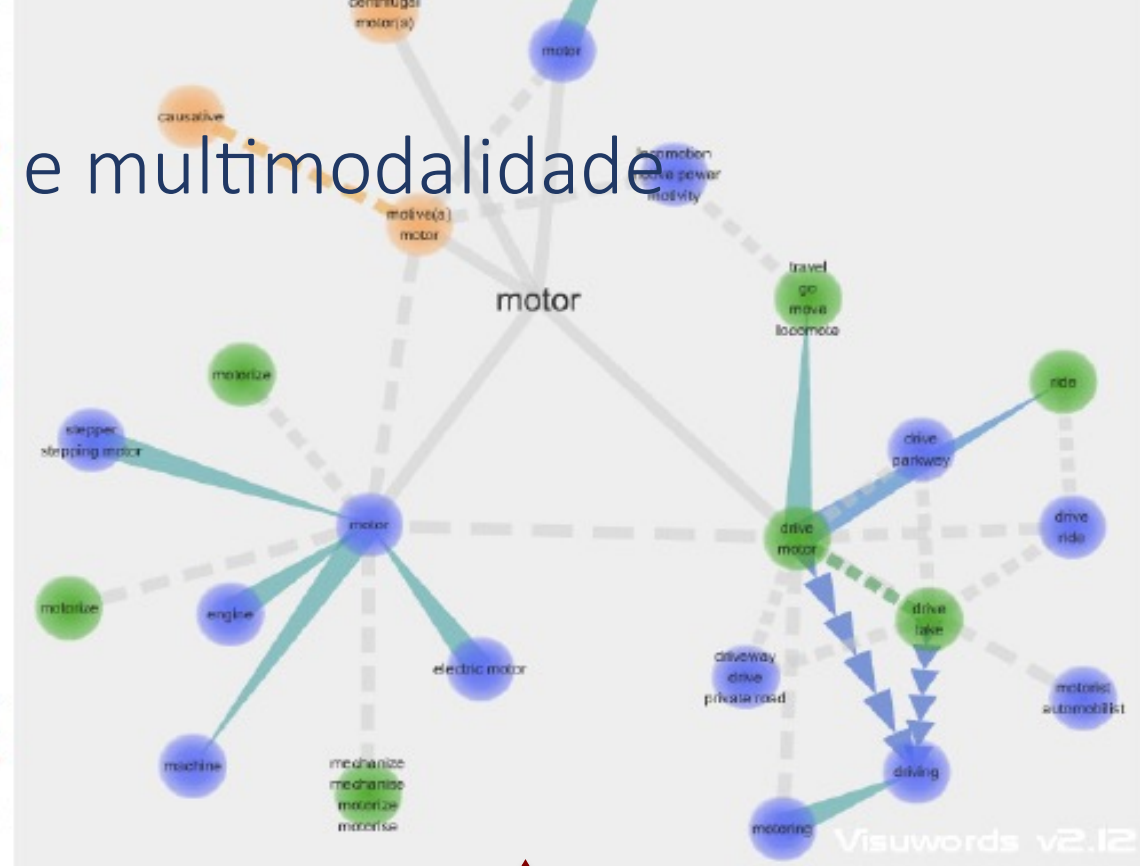 centrifugal
motor(s)
motor
causative
e multimodalidade
locomotion
motive power
motivity
motive(a)
motor
motor
travel
go
move
locomote
motorize
ride
stepper
stepping motor
drive
parkway
motor
drive
motor
drive
ride
motorize
engine
drive
take
electric motor
driveway
drive
private road
motorist
automobilist
machine
mechanize
mechanise
motorize
motorise
driving
motoring
Visuwords v2.12